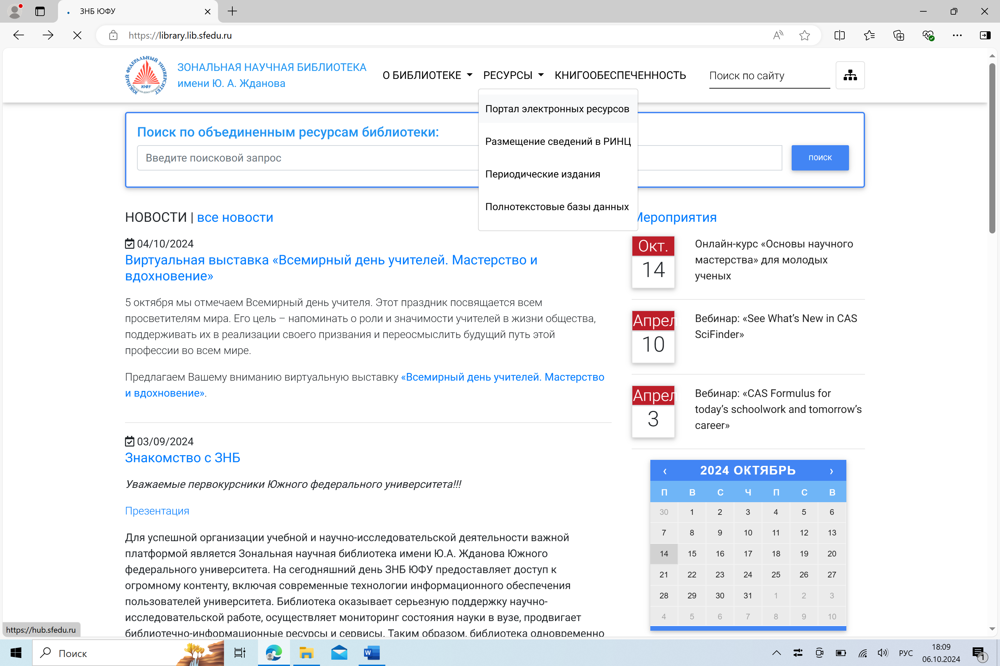 ЗНБ ЮФУ
https://library.lib.sfedu.ru
ЮЖНЫЙ ФЕДЕРАЛЬНЫЙ УНИВЕРСИТЕТ
ЮФУ
ЗОНАЛЬНАЯ НАУЧНАЯ БИБЛИОТЕКА
имени Ю. А. Жданова
О БИБЛИОТЕКЕ РЕСУРСЫ КНИГООБЕСПЕЧЕННОСТЬ
Поиск по сайту
Портал электронных ресурсов
Размещение сведений в РИНЦ
Периодические издания
Полнотекстовые базы данных
Поиск по объединенным ресурсам библиотеки:
Введите поисковой запрос
поиск
НОВОСТИ | все новости
04/10/2024
Виртуальная выставка «Всемирный день учителей. Мастерство и
вдохновение»
5 октября мы отмечаем Всемирный день учителя. Этот праздник посвящается всем
просветителям мира. Его цель – напоминать о роли и значимости учителей в жизни общества,
поддерживать их в реализации своего призвания и переосмыслить будущий путь этой
профессии во всем мире.
Предлагаем Вашему вниманию виртуальную выставку «Всемирный день учителей. Мастерство
и вдохновение».
03/09/2024
Знакомство с ЗНБ
Уважаемые первокурсники Южного федерального университета!!!
Презентация
Для успешной организации учебной и научно-исследовательской деятельности важной
платформой является Зональная научная библиотека имени Ю.А. Жданова Южного
федерального университета. На сегодняшний день ЗНБ ЮФУ предоставляет доступ к
огромному контенту, включая современные технологии информационного обеспечения
пользователей университета. Библиотека оказывает серьезную поддержку научно-
исследовательской работе, осуществляет мониторинг состояния науки в вузе, продвигает
библиотечно-информационные ресурсы и сервисы. Таким образом, библиотека одновременно
Мероприятия
Окт.
14
Онлайн-курс «Основы научного
мастерства» для молодых
ученых
Апрел
10
Вебинар: «See What’s New in CAS
SciFinder»
Апрел
3
Вебинар: «CAS Formulus for
today’s schoolwork and tomorrow’s
career»
‹ 2024 ОКТЯБРЬ ›
П В С Ч П С В
30 1 2 3 4 5 6
7 8 9 10 11 12 13
14 15 16 17 18 19 20
21 22 23 24 25 26 27
28 29 30 31 1 2 3
4 5 6 7 8 9 10
https://hub.sfedu.ru
Поиск
W
РУС
18:09
06.10.2024
1